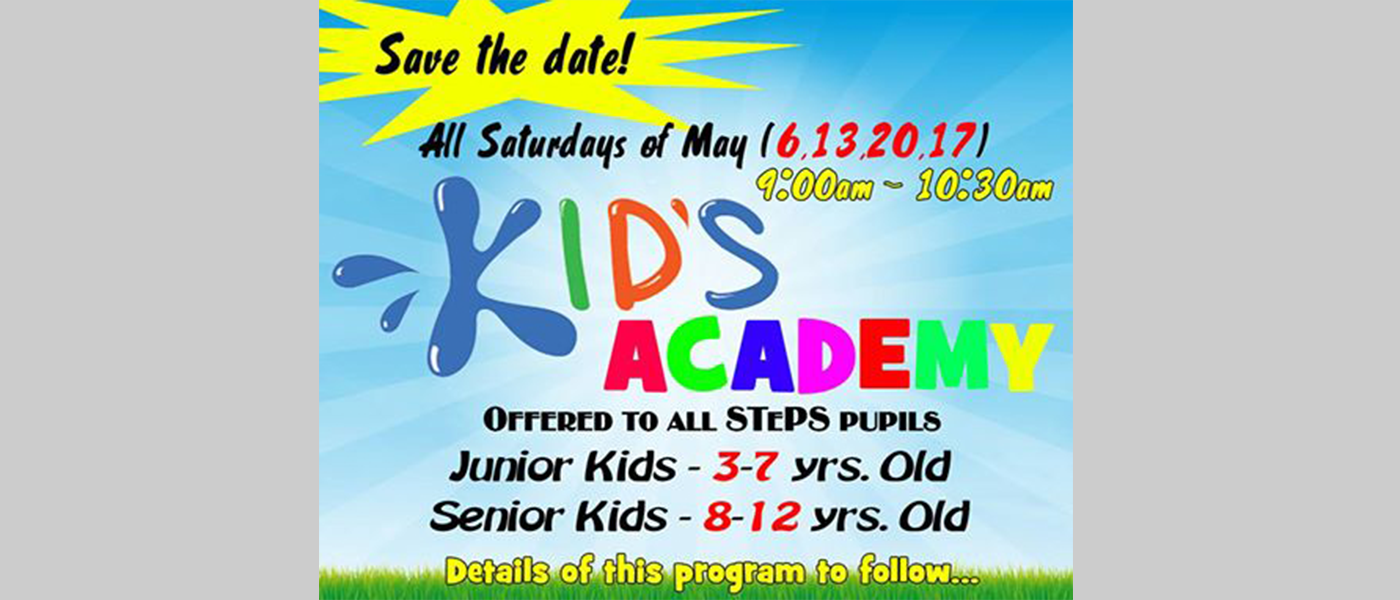 Save the date!
All Saturdays of May (6,13,20,17)
9:00am ~ 10:30am
KID'S
ACADEMY
OFFERED TO ALL STePS PUPILS
Junior Kids - 3-7 yrs. Old
Senior Kids - 8-12 yrs. Old
Details of this program to follow...